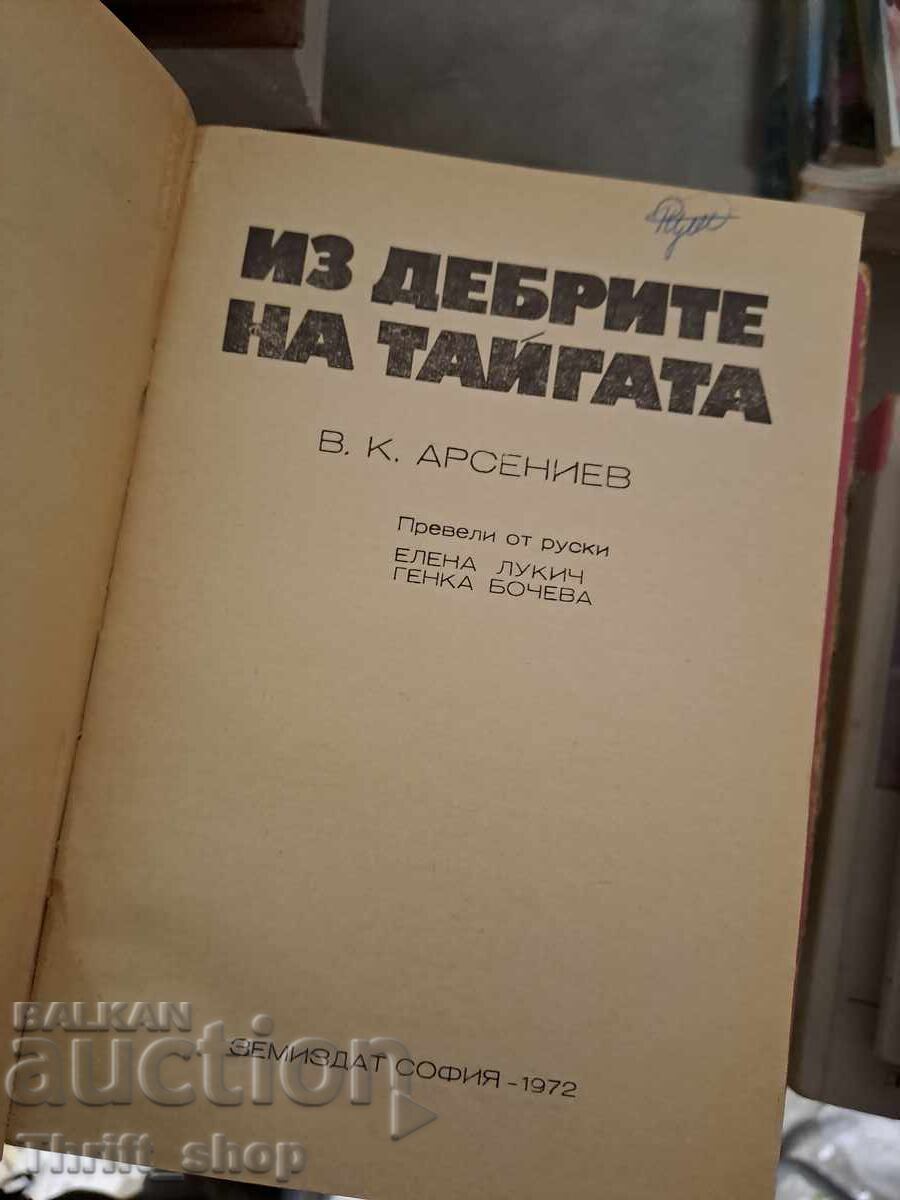 ИЗ ДЕБРИТЕ
НА ТАЙГАТА
В. К. АРСЕНИЕВ
Превели от руски
ЕЛЕНА ЛУКИЧ
ГЕНКА БОЧЕВА
ЗЕМИЗДАТ СОФИЯ – 1972
BALKAN
auction
Thrift_shop